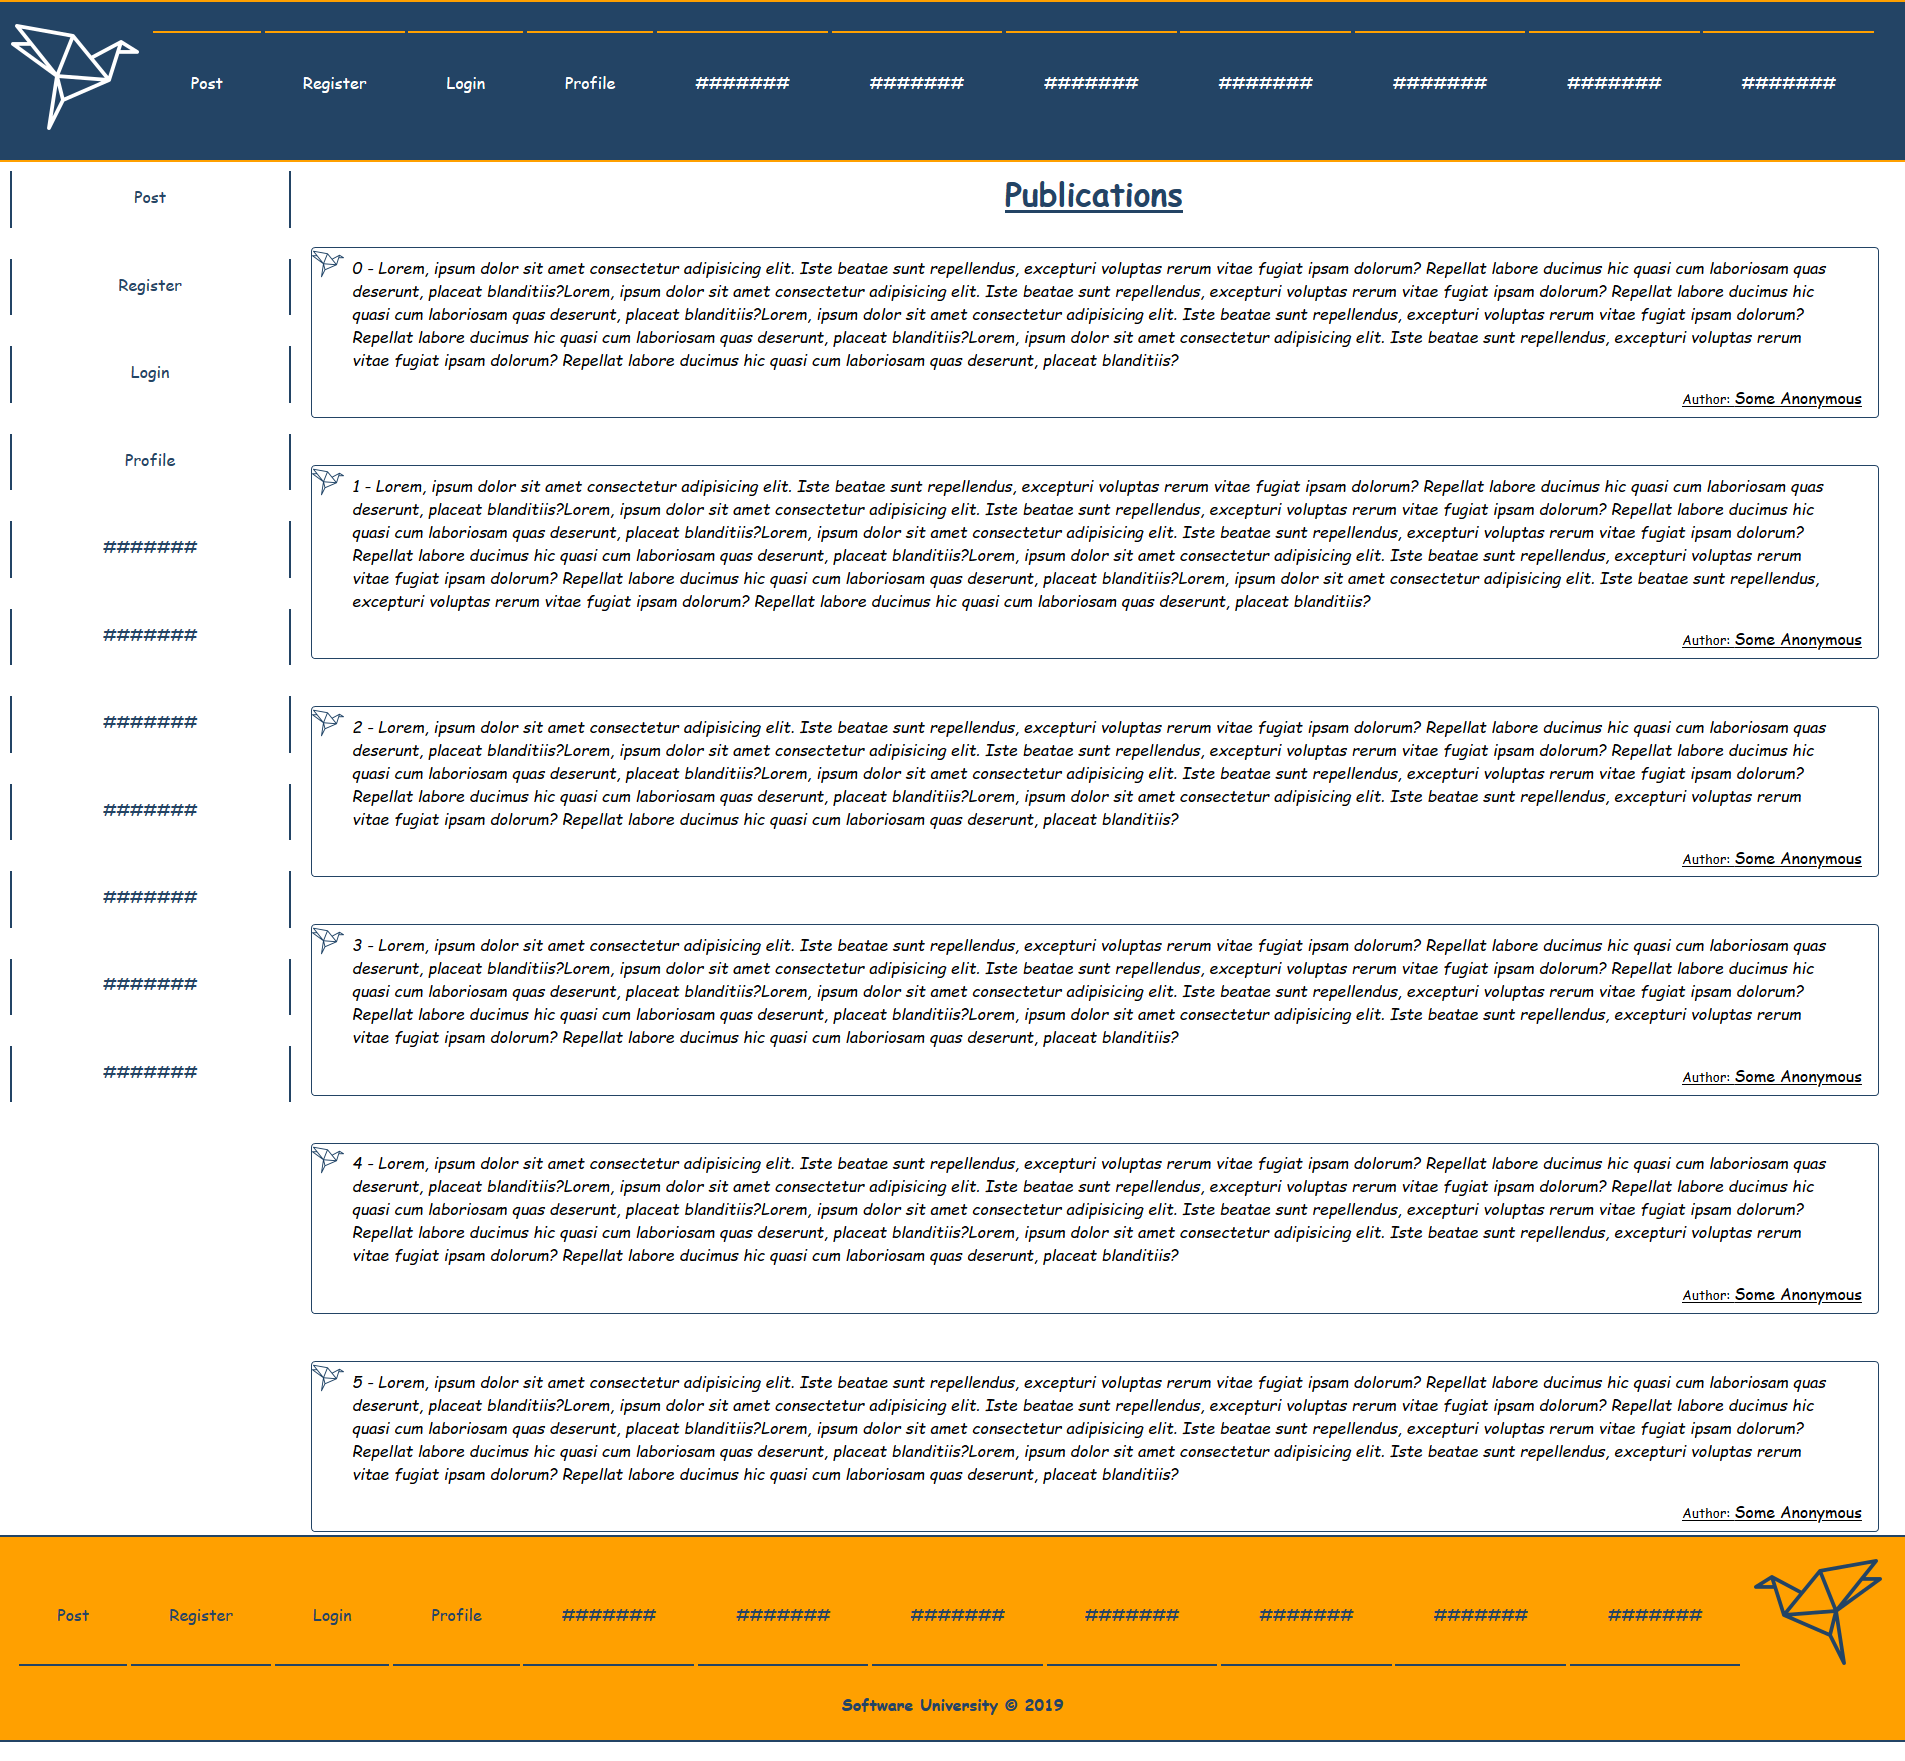 Post Register Login Profile ####### ####### ####### ####### ####### ####### #######
Post
Register
Login
Profile
#######
#######
#######
#######
#######
#######
#######
Publications
0 - Lorem, ipsum dolor sit amet consectetur adipisicing elit. Iste beatae sunt repellendus, excepturi voluptas rerum vitae fugiat ipsam dolorum? Repellat labore ducimus hic quasi cum laboriosam quas
deserunt, placeat blanditiis?Lorem, ipsum dolor sit amet consectetur adipisicing elit. Iste beatae sunt repellendus, excepturi voluptas rerum vitae fugiat ipsam dolorum? Repellat labore ducimus hic
quasi cum laboriosam quas deserunt, placeat blanditiis?Lorem, ipsum dolor sit amet consectetur adipisicing elit. Iste beatae sunt repellendus, excepturi voluptas rerum vitae fugiat ipsam dolorum?
Repellat labore ducimus hic quasi cum laboriosam quas deserunt, placeat blanditiis?Lorem, ipsum dolor sit amet consectetur adipisicing elit. Iste beatae sunt repellendus, excepturi voluptas rerum
vitae fugiat ipsam dolorum? Repellat labore ducimus hic quasi cum laboriosam quas deserunt, placeat blanditiis?
Author: Some Anonymous
1 - Lorem, ipsum dolor sit amet consectetur adipisicing elit. Iste beatae sunt repellendus, excepturi voluptas rerum vitae fugiat ipsam dolorum? Repellat labore ducimus hic quasi cum laboriosam quas
deserunt, placeat blanditiis?Lorem, ipsum dolor sit amet consectetur adipisicing elit. Iste beatae sunt repellendus, excepturi voluptas rerum vitae fugiat ipsam dolorum? Repellat labore ducimus hic
quasi cum laboriosam quas deserunt, placeat blanditiis?Lorem, ipsum dolor sit amet consectetur adipisicing elit. Iste beatae sunt repellendus, excepturi voluptas rerum vitae fugiat ipsam dolorum?
Repellat labore ducimus hic quasi cum laboriosam quas deserunt, placeat blanditiis?Lorem, ipsum dolor sit amet consectetur adipisicing elit. Iste beatae sunt repellendus, excepturi voluptas rerum
vitae fugiat ipsam dolorum? Repellat labore ducimus hic quasi cum laboriosam quas deserunt, placeat blanditiis?Lorem, ipsum dolor sit amet consectetur adipisicing elit. Iste beatae sunt repellendus,
excepturi voluptas rerum vitae fugiat ipsam dolorum? Repellat labore ducimus hic quasi cum laboriosam quas deserunt, placeat blanditiis?
Author: Some Anonymous
2 - Lorem, ipsum dolor sit amet consectetur adipisicing elit. Iste beatae sunt repellendus, excepturi voluptas rerum vitae fugiat ipsam dolorum? Repellat labore ducimus hic quasi cum laboriosam quas
deserunt, placeat blanditiis?Lorem, ipsum dolor sit amet consectetur adipisicing elit. Iste beatae sunt repellendus, excepturi voluptas rerum vitae fugiat ipsam dolorum? Repellat labore ducimus hic
quasi cum laboriosam quas deserunt, placeat blanditiis?Lorem, ipsum dolor sit amet consectetur adipisicing elit. Iste beatae sunt repellendus, excepturi voluptas rerum vitae fugiat ipsam dolorum?
Repellat labore ducimus hic quasi cum laboriosam quas deserunt, placeat blanditiis?Lorem, ipsum dolor sit amet consectetur adipisicing elit. Iste beatae sunt repellendus, excepturi voluptas rerum
vitae fugiat ipsam dolorum? Repellat labore ducimus hic quasi cum laboriosam quas deserunt, placeat blanditiis?
Author: Some Anonymous
3 - Lorem, ipsum dolor sit amet consectetur adipisicing elit. Iste beatae sunt repellendus, excepturi voluptas rerum vitae fugiat ipsam dolorum? Repellat labore ducimus hic quasi cum laboriosam quas
deserunt, placeat blanditiis?Lorem, ipsum dolor sit amet consectetur adipisicing elit. Iste beatae sunt repellendus, excepturi voluptas rerum vitae fugiat ipsam dolorum? Repellat labore ducimus hic
quasi cum laboriosam quas deserunt, placeat blanditiis?Lorem, ipsum dolor sit amet consectetur adipisicing elit. Iste beatae sunt repellendus, excepturi voluptas rerum vitae fugiat ipsam dolorum?
Repellat labore ducimus hic quasi cum laboriosam quas deserunt, placeat blanditiis?Lorem, ipsum dolor sit amet consectetur adipisicing elit. Iste beatae sunt repellendus, excepturi voluptas rerum
vitae fugiat ipsam dolorum? Repellat labore ducimus hic quasi cum laboriosam quas deserunt, placeat blanditiis?
Author: Some Anonymous
4 - Lorem, ipsum dolor sit amet consectetur adipisicing elit. Iste beatae sunt repellendus, excepturi voluptas rerum vitae fugiat ipsam dolorum? Repellat labore ducimus hic quasi cum laboriosam quas
deserunt, placeat blanditiis?Lorem, ipsum dolor sit amet consectetur adipisicing elit. Iste beatae sunt repellendus, excepturi voluptas rerum vitae fugiat ipsam dolorum? Repellat labore ducimus hic
quasi cum laboriosam quas deserunt, placeat blanditiis?Lorem, ipsum dolor sit amet consectetur adipisicing elit. Iste beatae sunt repellendus, excepturi voluptas rerum vitae fugiat ipsam dolorum?
Repellat labore ducimus hic quasi cum laboriosam quas deserunt, placeat blanditiis?Lorem, ipsum dolor sit amet consectetur adipisicing elit. Iste beatae sunt repellendus, excepturi voluptas rerum
vitae fugiat ipsam dolorum? Repellat labore ducimus hic quasi cum laboriosam quas deserunt, placeat blanditiis?
Author: Some Anonymous
5 - Lorem, ipsum dolor sit amet consectetur adipisicing elit. Iste beatae sunt repellendus, excepturi voluptas rerum vitae fugiat ipsam dolorum? Repellat labore ducimus hic quasi cum laboriosam quas
deserunt, placeat blanditiis?Lorem, ipsum dolor sit amet consectetur adipisicing elit. Iste beatae sunt repellendus, excepturi voluptas rerum vitae fugiat ipsam dolorum? Repellat labore ducimus hic
quasi cum laboriosam quas deserunt, placeat blanditiis?Lorem, ipsum dolor sit amet consectetur adipisicing elit. Iste beatae sunt repellendus, excepturi voluptas rerum vitae fugiat ipsam dolorum?
Repellat labore ducimus hic quasi cum laboriosam quas deserunt, placeat blanditiis?Lorem, ipsum dolor sit amet consectetur adipisicing elit. Iste beatae sunt repellendus, excepturi voluptas rerum
vitae fugiat ipsam dolorum? Repellat labore ducimus hic quasi cum laboriosam quas deserunt, placeat blanditiis?
Author: Some Anonymous
Post Register Login Profile ####### ####### ####### ####### ####### ####### #######
Software University © 2019